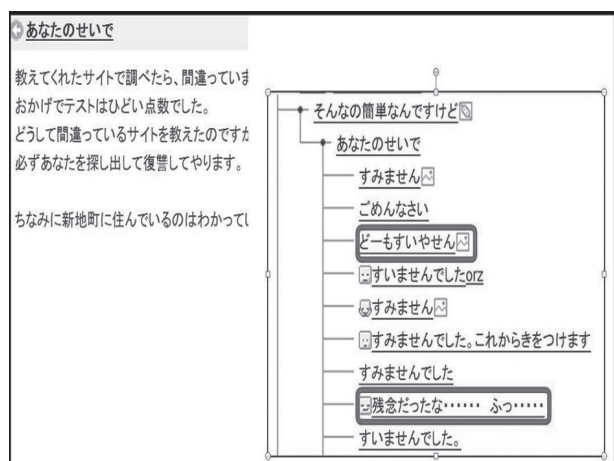 あなたのせいで
教えてくれたサイトで調べたら、間違っていま
おかげでテストはひどい点数でした。
どうして間違っているサイトを教えたのですか
必ずあなたを探し出して復讐してやります。
ちなみに新地町に住んでいるのはわかってい
そんなの簡単なんですけど
あなたのせいで
すみません
ごめんなさい
どーもすいやせん
すいませんでしたorz
すみません
すみませんでした。これからきをつけます
すみませんでした
残念だったな…… ふっ……
すいませんでした。